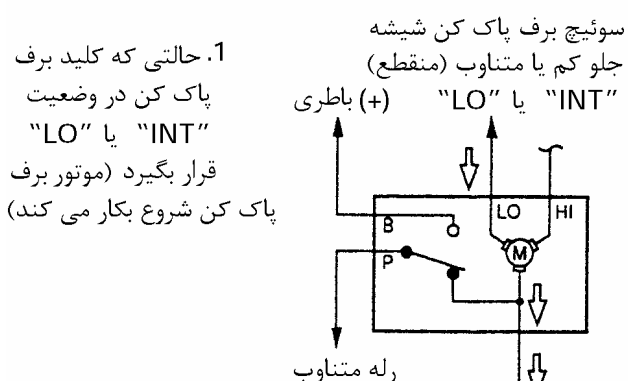 سوئیچ برف پاک کن شیشه
جلو کم یا متناوب (منقطع)
“INT” یا “LO”
1. حالتی که کلید برف
پاک کن در وضعیت
“INT” یا “LO”
قرار بگیرد (موتور برف
پاک کن شروع بکار می کند)
(+) باطری
LO
HI
B
P
M
رله متناوب